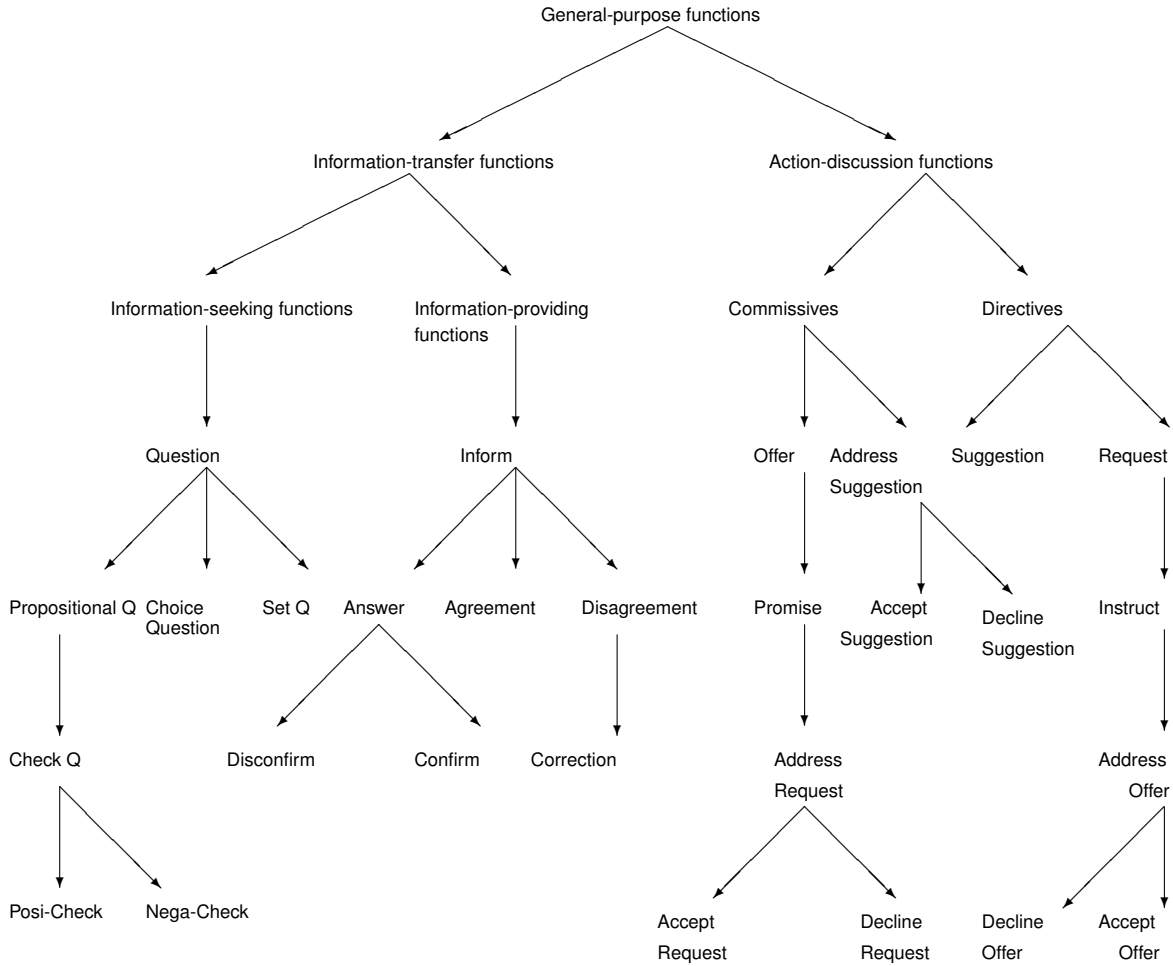 General-purpose functions
Information-transfer functions
Action-discussion functions
Information-seeking functions
Information-providing
functions
Commissives
Directives
Question
Inform
Offer
Address
Suggestion
Suggestion
Request
Propositional Q
Choice
Question
Set Q
Answer
Agreement
Disagreement
Promise
Accept
Suggestion
Decline
Suggestion
Instruct
Check Q
Disconfirm
Confirm
Correction
Address
Request
Address
Offer
Posi-Check
Nega-Check
Accept
Request
Decline
Request
Decline
Offer
Accept
Offer